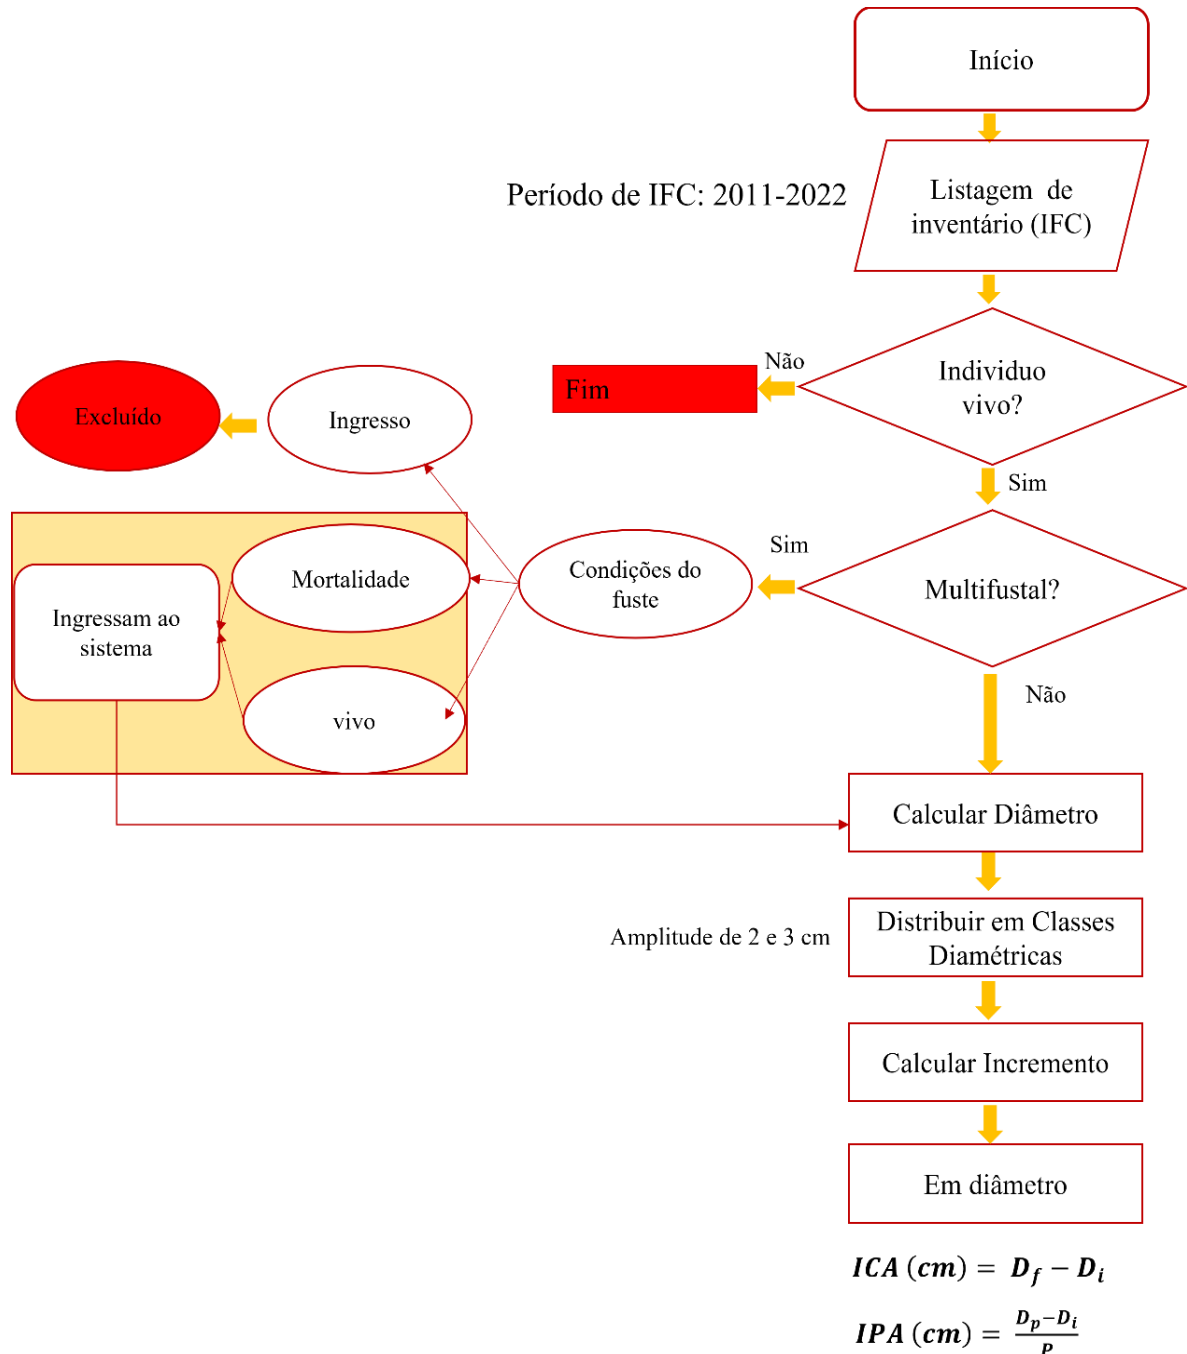 Início
Período de IFC: 2011-2022
Listagem de
inventário (IFC)
Individuo
vivo?
Não
Fim
Sim
Multifustal?
Sim
Condições do
fuste
Ingresso
Excluído
Mortalidade
vivo
Ingressam ao
sistema
Não
Calcular Diâmetro
Amplitude de 2 e 3 cm
Distribuir em Classes
Diamétricas
Calcular Incremento
Em diâmetro
ICA (cm) = D_f − D_i
IPA (cm) = \frac{D_p−D_i}{P}